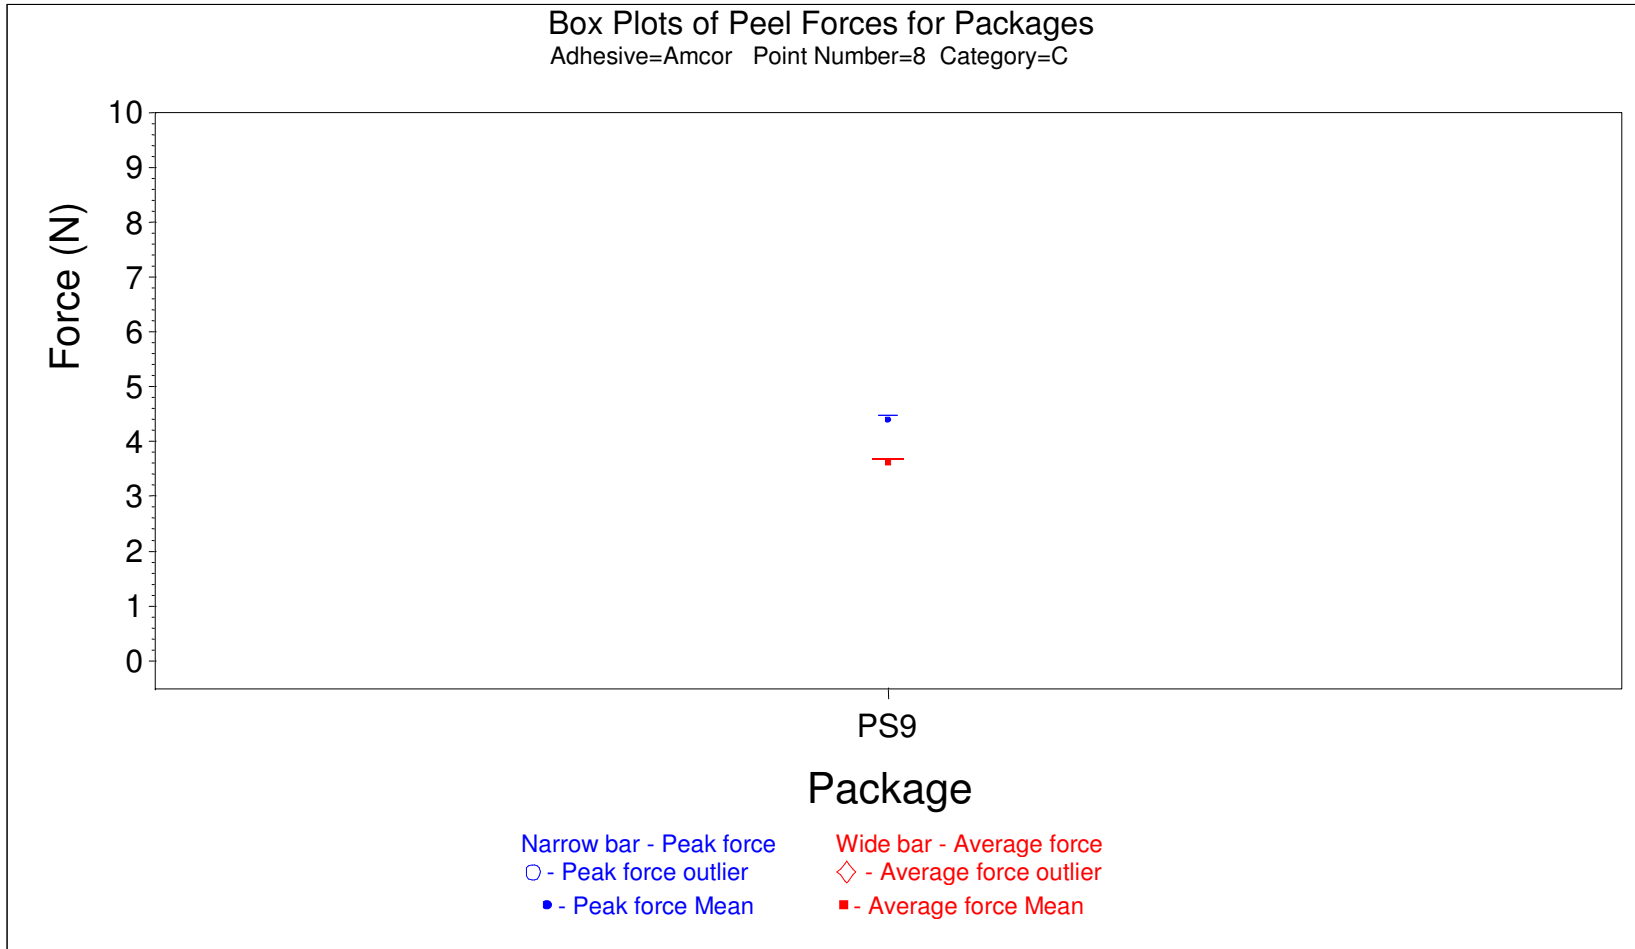 Box Plots of Peel Forces for Packages
Adhesive=Amcor Point Number=8 Category=C
Force (N)
10
9
8
7
6
5
4
3
2
1
0
PS9
Package
Narrow bar - Peak force Wide bar - Average force
- Peak force outlier - Average force outlier
- Peak force Mean - Average force Mean